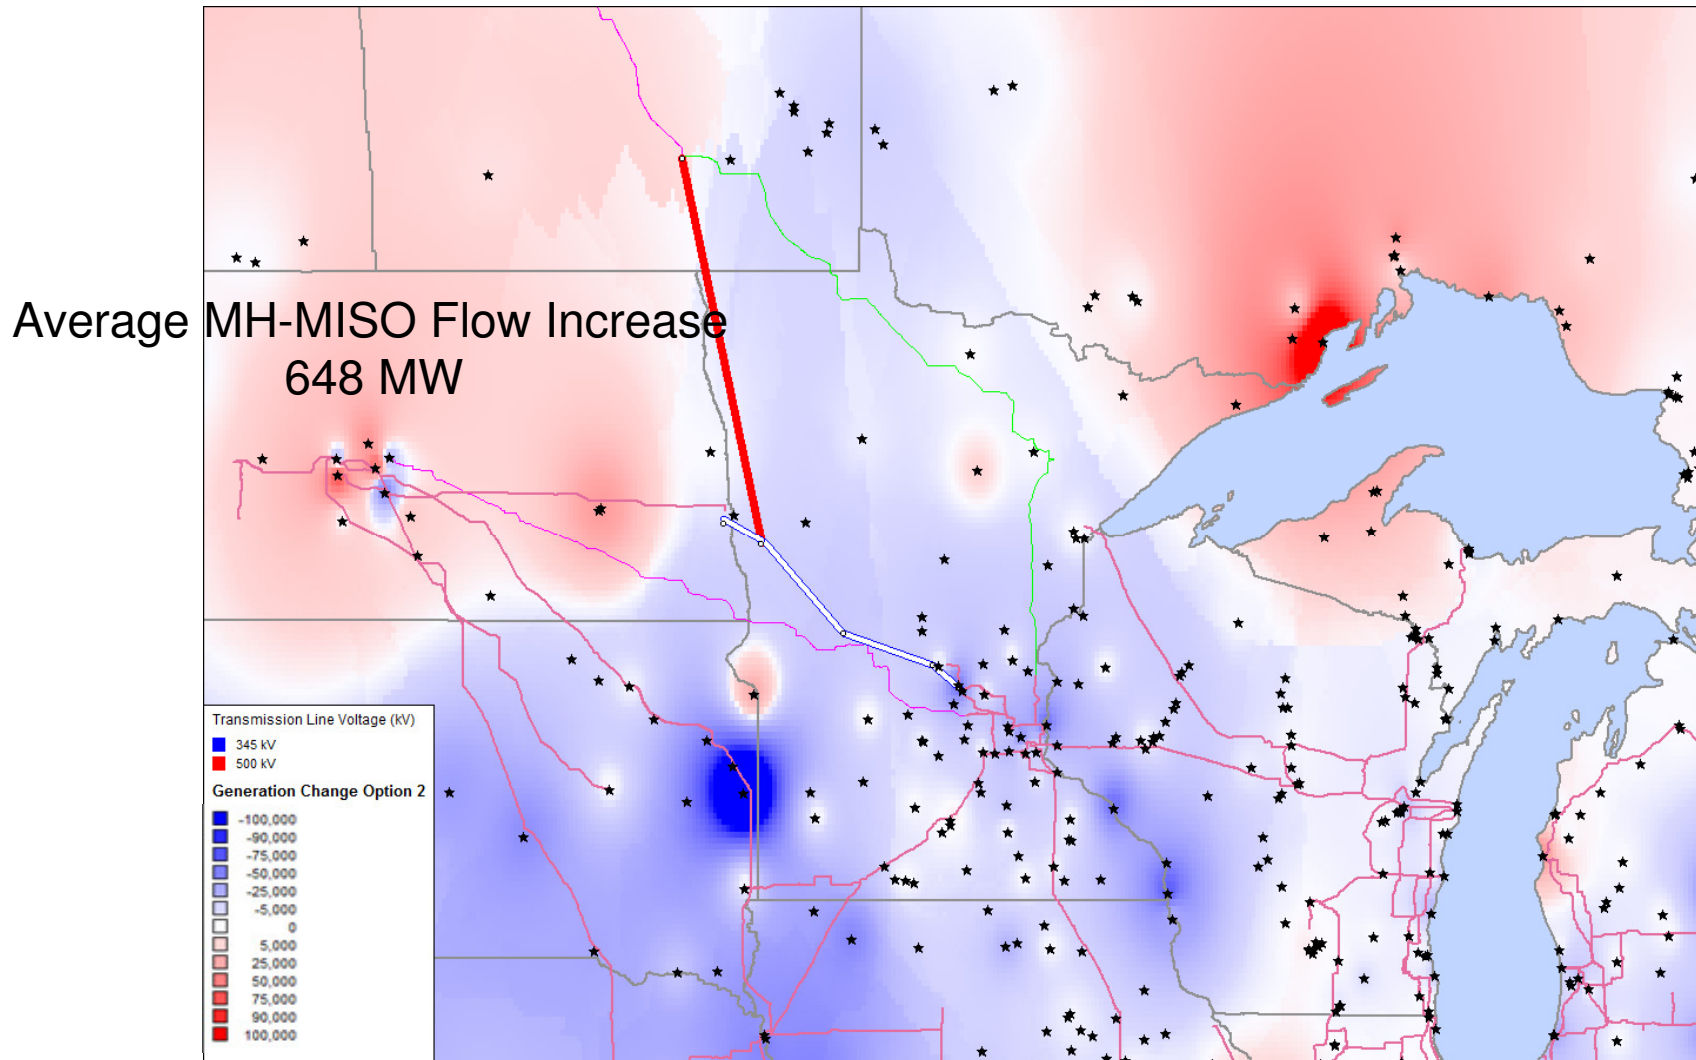 Average MH-MISO Flow Increase
648 MW
Transmission Line Voltage (kV)
345 kV
500 kV
Generation Change Option 2
-100,000
-90,000
-75,000
-50,000
-25,000
-5,000
0
5,000
25,000
50,000
75,000
90,000
100,000